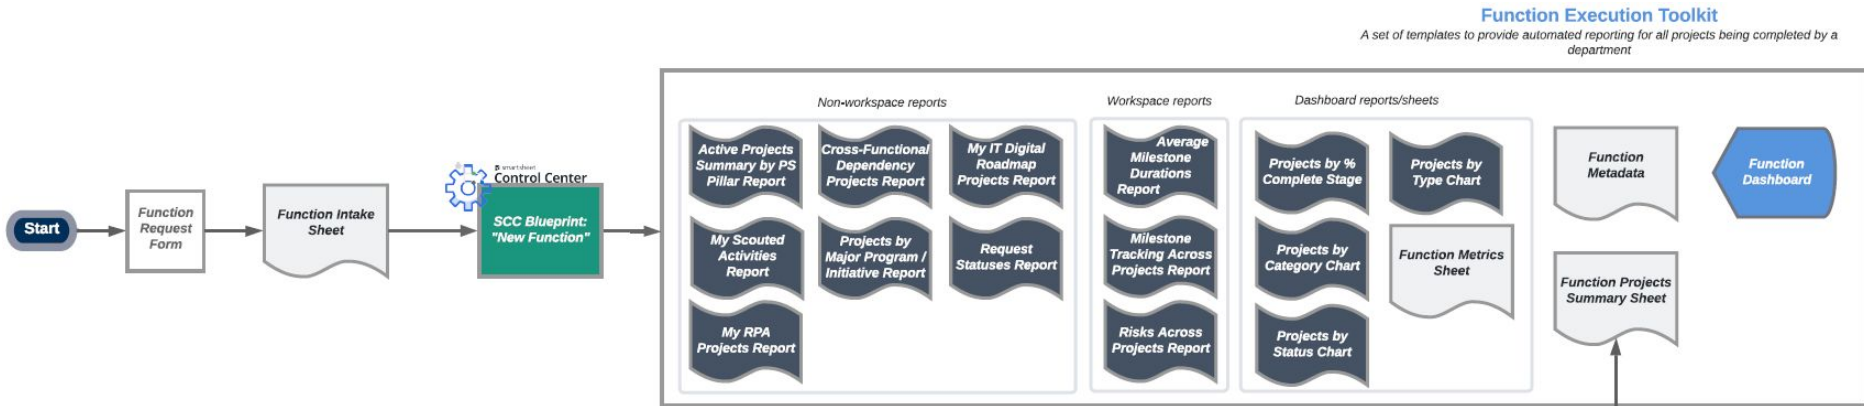 Function Execution Toolkit
A set of templates to provide automated reporting for all projects being completed by a
department
Start
Function
Request
Form
Function Intake
Sheet
smartsheet
Control Center
SCC Blueprint:
"New Function"
Non-workspace reports
Active Projects
Summary by PS
Pillar Report
Cross-Functional
Dependency
Projects Report
My IT Digital
Roadmap
Projects Report
My Scouted
Activities
Report
Projects by
Major Program /
Initiative Report
Request
Statuses Report
My RPA
Projects Report
Workspace reports
Average
Milestone
Durations
Report
Milestone
Tracking Across
Projects Report
Risks Across
Projects Report
Dashboard reports/sheets
Projects by %
Complete Stage
Projects by
Type Chart
Projects by
Category Chart
Function Metrics
Sheet
Projects by
Status Chart
Function
Metadata
Function Projects
Summary Sheet
Function
Dashboard